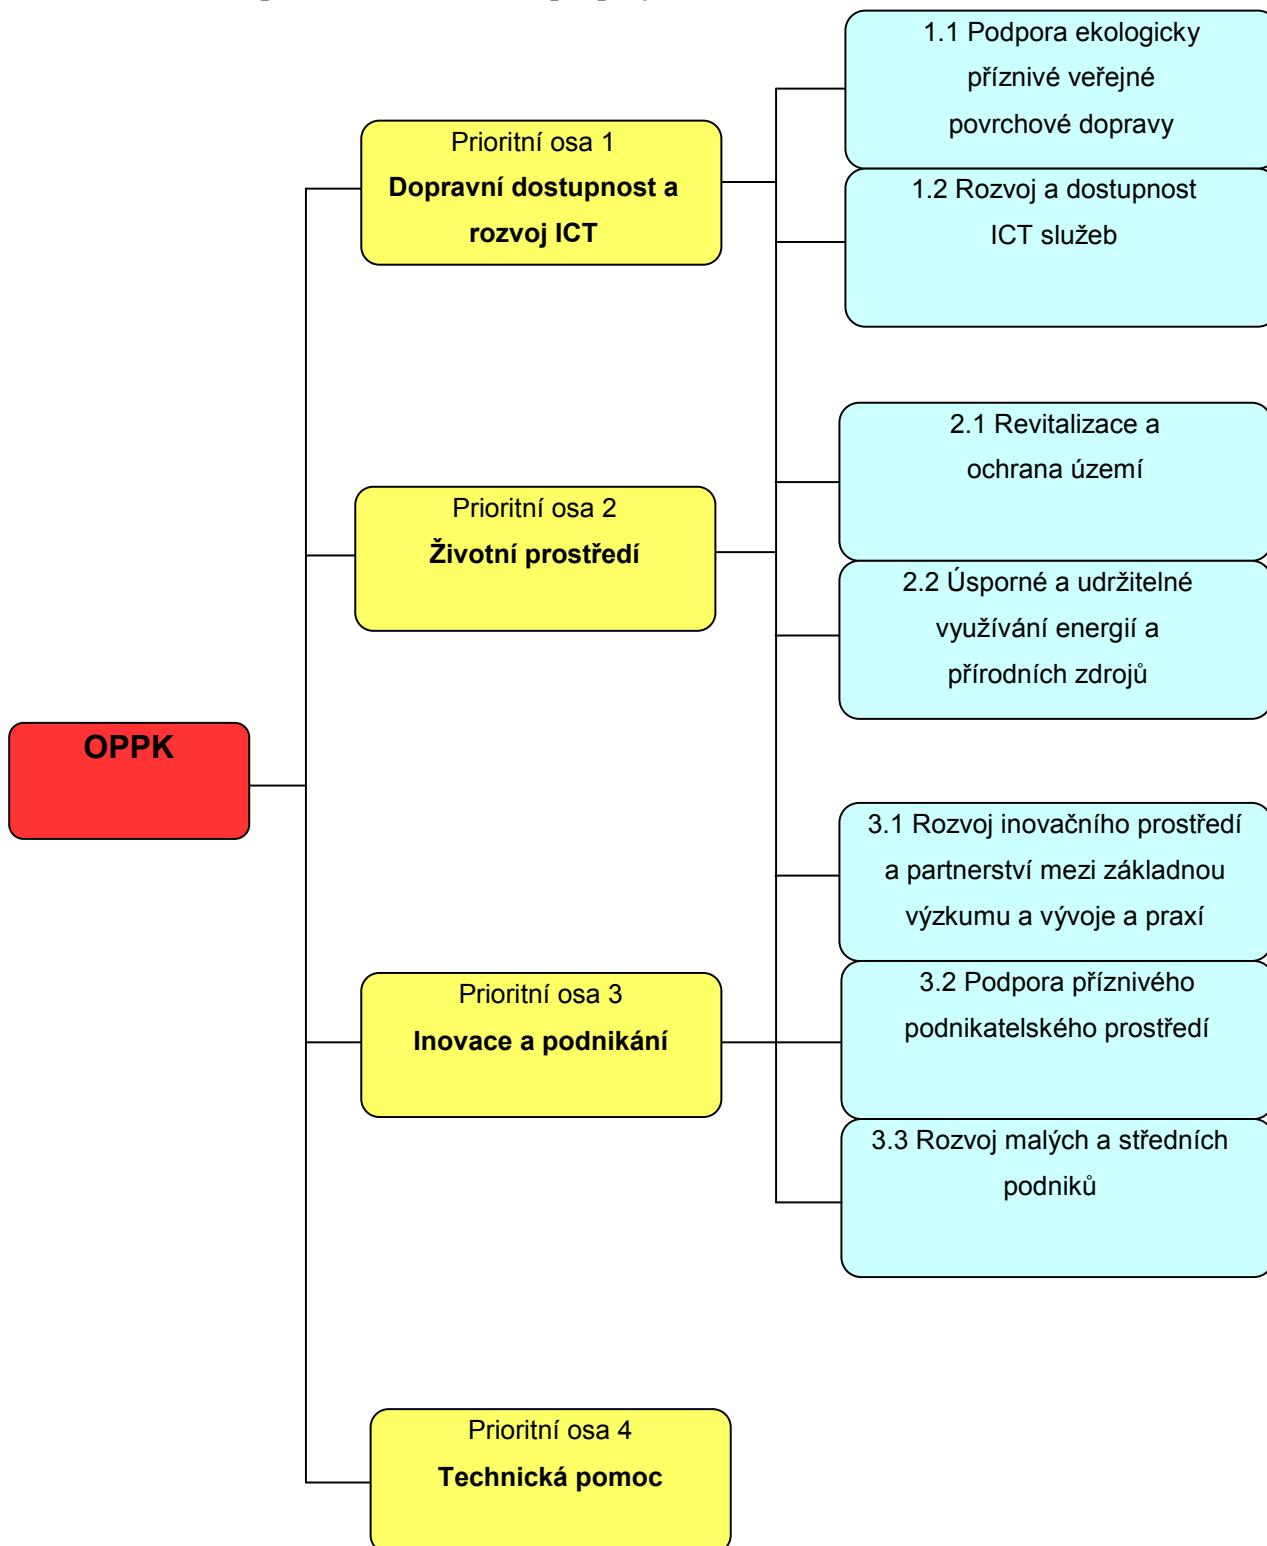 1.1 Podpora ekologicky
příznivé veřejné
povrchové dopravy
Prioritní osa 1
Dopravní dostupnost a
rozvoj ICT
1.2 Rozvoj a dostupnost
ICT služeb
2.1 Revitalizace a
ochrana území
Prioritní osa 2
Životní prostředí
2.2 Úsporné a udržitelné
využívání energií a
přírodních zdrojů
OPPK
3.1 Rozvoj inovačního prostředí
a partnerství mezi základnou
výzkumu a vývoje a praxí
Prioritní osa 3
Inovace a podnikání
3.2 Podpora příznivého
podnikatelského prostředí
3.3 Rozvoj malých a středních
podniků
Prioritní osa 4
Technická pomoc